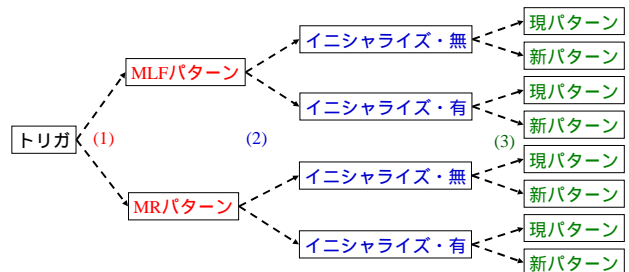 トリガ
(1)
MLFパターン
MRパターン
(2)
イニシャライズ・無
イニシャライズ・有
イニシャライズ・無
イニシャライズ・有
(3)
現パターン
新パターン
現パターン
新パターン
現パターン
新パターン
現パターン
新パターン